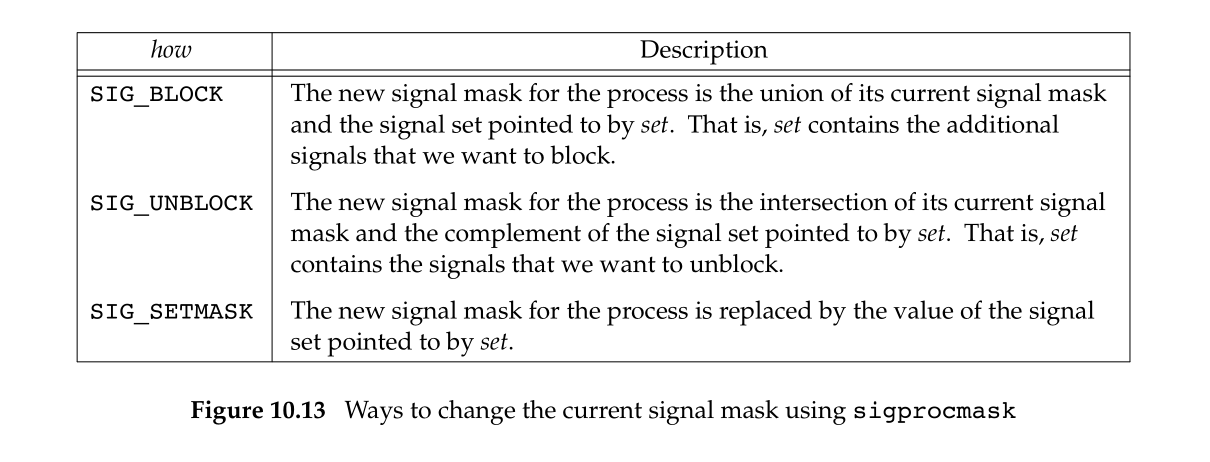 how Description
SIG_BLOCK The new signal mask for the process is the union of its current signal mask
and the signal set pointed to by set. That is, set contains the additional
signals that we want to block.
SIG_UNBLOCK The new signal mask for the process is the intersection of its current signal
mask and the complement of the signal set pointed to by set. That is, set
contains the signals that we want to unblock.
SIG_SETMASK The new signal mask for the process is replaced by the value of the signal
set pointed to by set.
Figure 10.13 Ways to change the current signal mask using sigprocmask